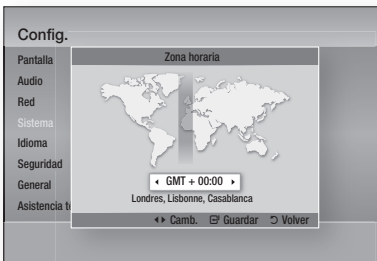 Config.
Pantalla
Audio
Red
Sistema
Idioma
Seguridad
General
Asistencia
Zona horaria
GMT + 00:00
Londres, Lisbonne, Casablanca
Camb. Guardar Volver